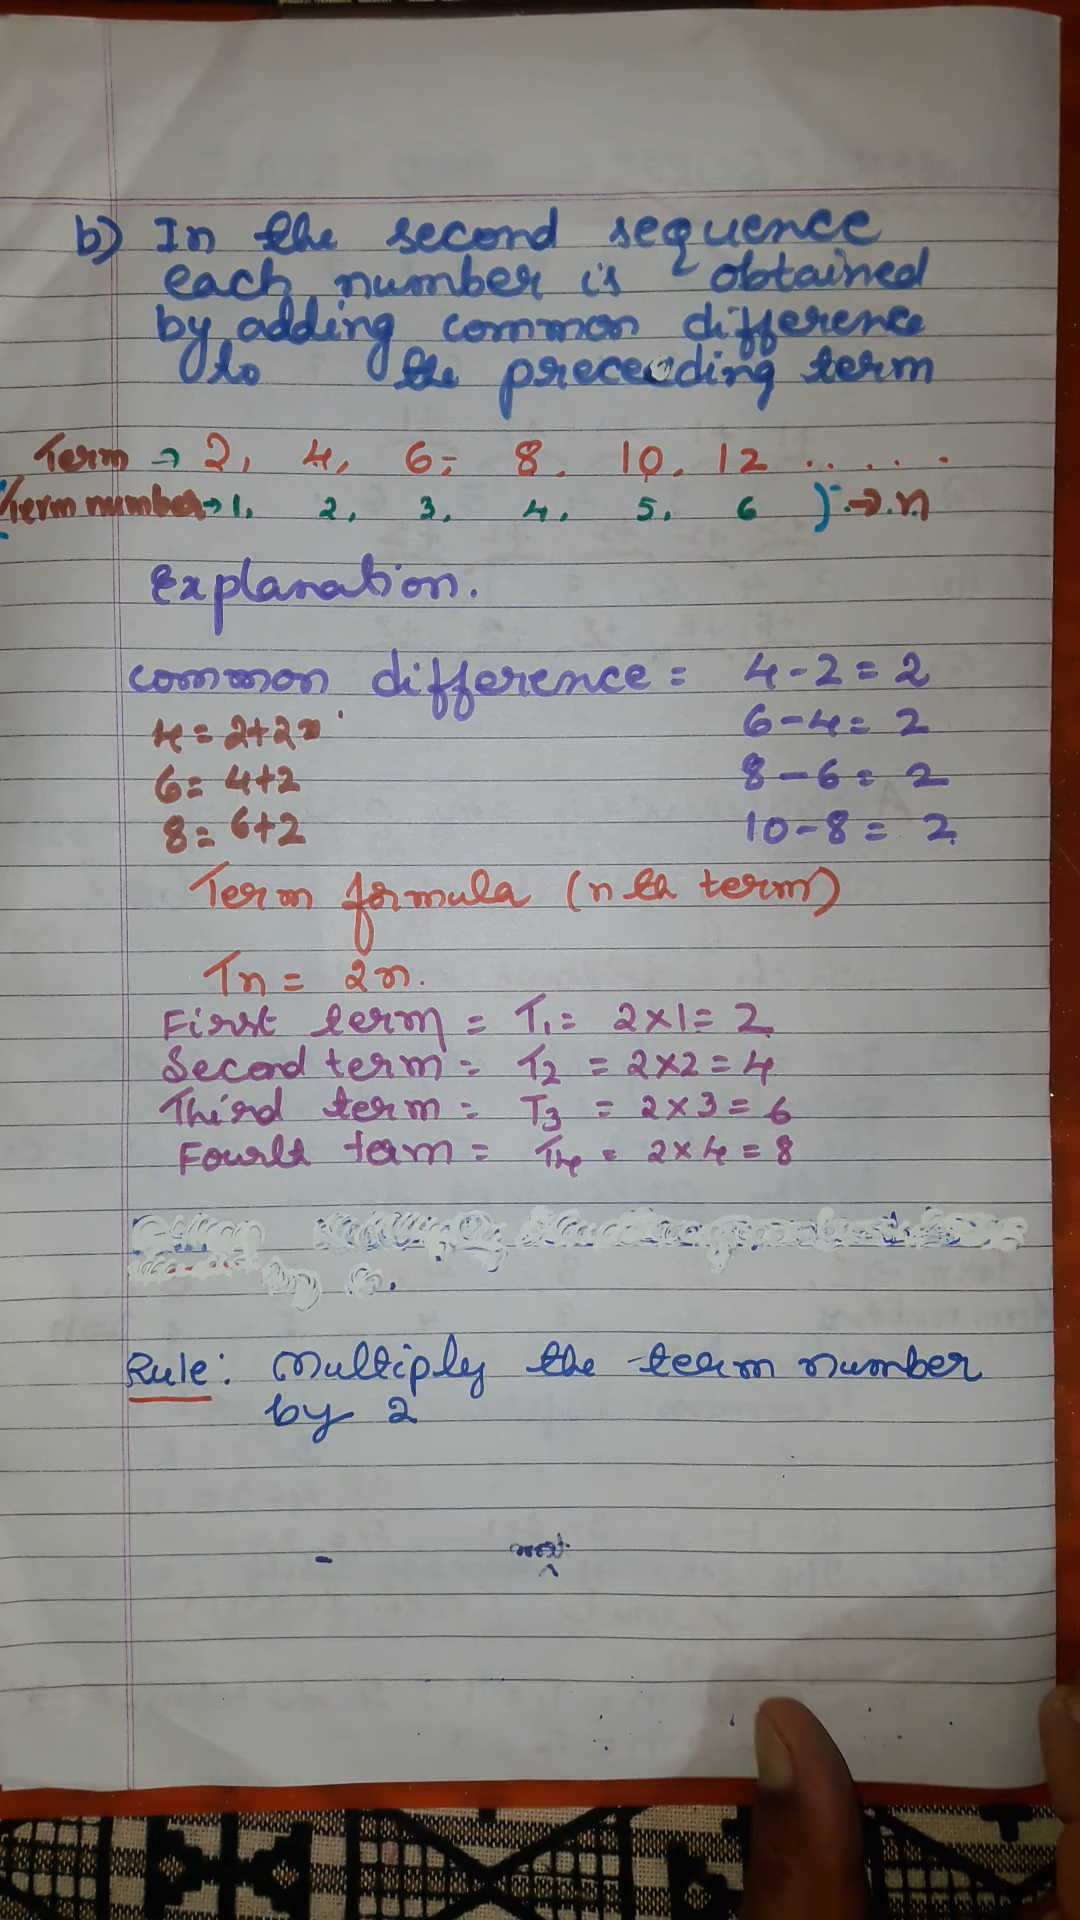 b) In the second sequence
each number is obtained
by adding common difference
to the preceeding term
Term → 2, 4, 6, 8, 10, 12 ......
(Term number → 1, 2, 3, 4, 5, 6 ) → n
Explanation.
common difference = 4-2=2
4=2+2 6-4= 2
6= 4+2 8-6= 2
8= 6+2 10-8= 2
Term formula (nth term)
Tn = 2n.
First term = T1= 2×1=2
Second term = T2 = 2×2=4
Third term = T3 = 2×3=6
Fourth term = T4 = 2×4=8
Rule: Multiply the term number
by 2